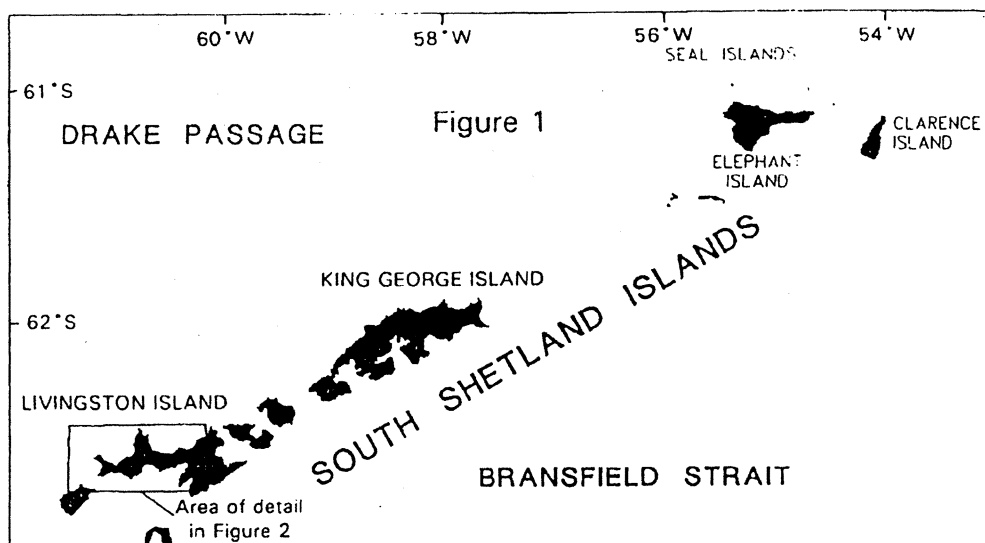 60°W
58°W
56°W
54°W
SEAL ISLANDS
61°S
DRAKE PASSAGE
Figure 1
CLARENCE
ISLAND
ELEPHANT
ISLAND
KING GEORGE ISLAND
62°S
SOUTH SHETLAND ISLANDS
LIVINGSTON ISLAND
BRANSFIELD STRAIT
Area of detail
in Figure 2